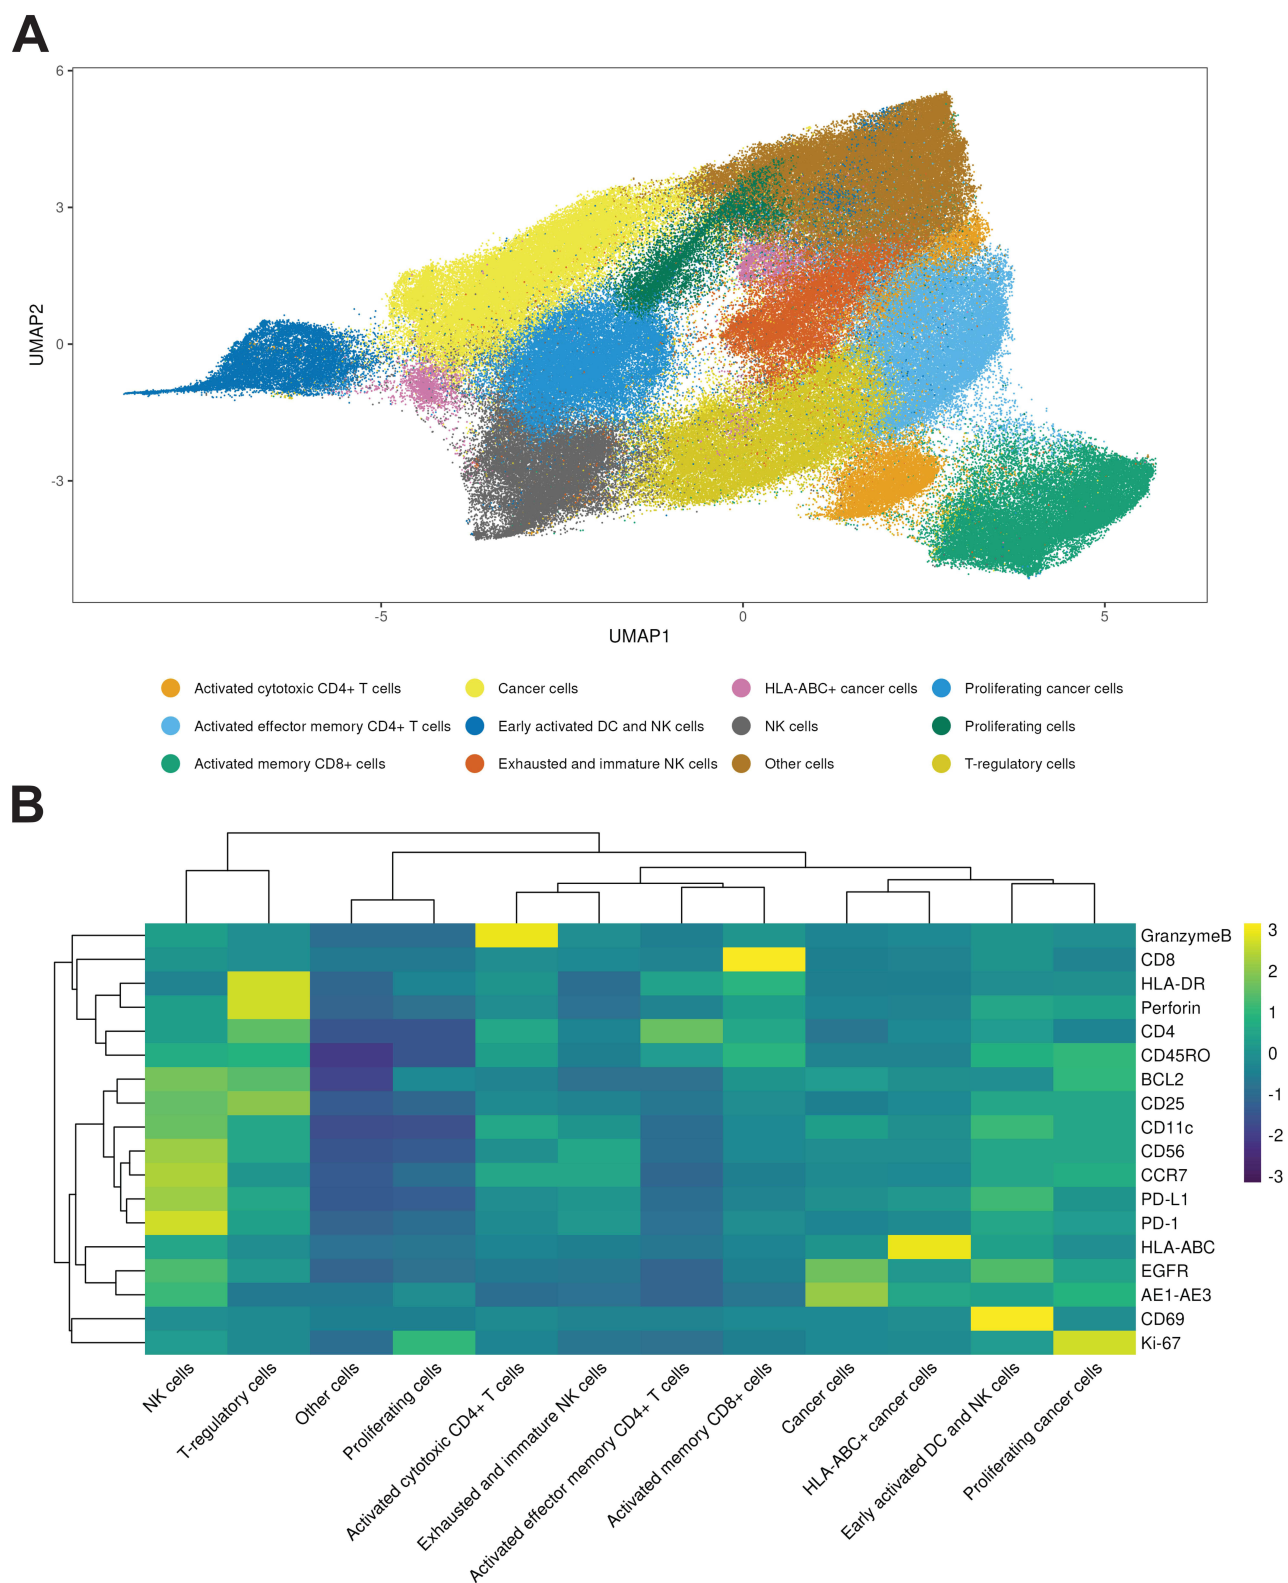 A
6
3
0
-3
UMAP2
-5
0
5
UMAP1
Activated cytotoxic CD4+ T cells
Cancer cells
HLA-ABC+ cancer cells
Proliferating cancer cells
Activated effector memory CD4+ T cells
Early activated DC and NK cells
NK cells
Proliferating cells
Activated memory CD8+ cells
Exhausted and immature NK cells
Other cells
T-regulatory cells
B
GranzymeB
CD8
HLA-DR
Perforin
CD4
CD45RO
BCL2
CD25
CD11c
CD56
CCR7
PD-L1
PD-1
HLA-ABC
EGFR
AE1-AE3
CD69
Ki-67
3
2
1
0
-1
-2
-3
NK cells
T-regulatory cells
Other cells
Proliferating cells
Activated cytotoxic CD4+ T cells
Exhausted and immature NK cells
Activated effector memory CD4+ T cells
Activated memory CD8+ cells
Cancer cells
HLA-ABC+ cancer cells
Early activated DC and NK cells
Proliferating cancer cells